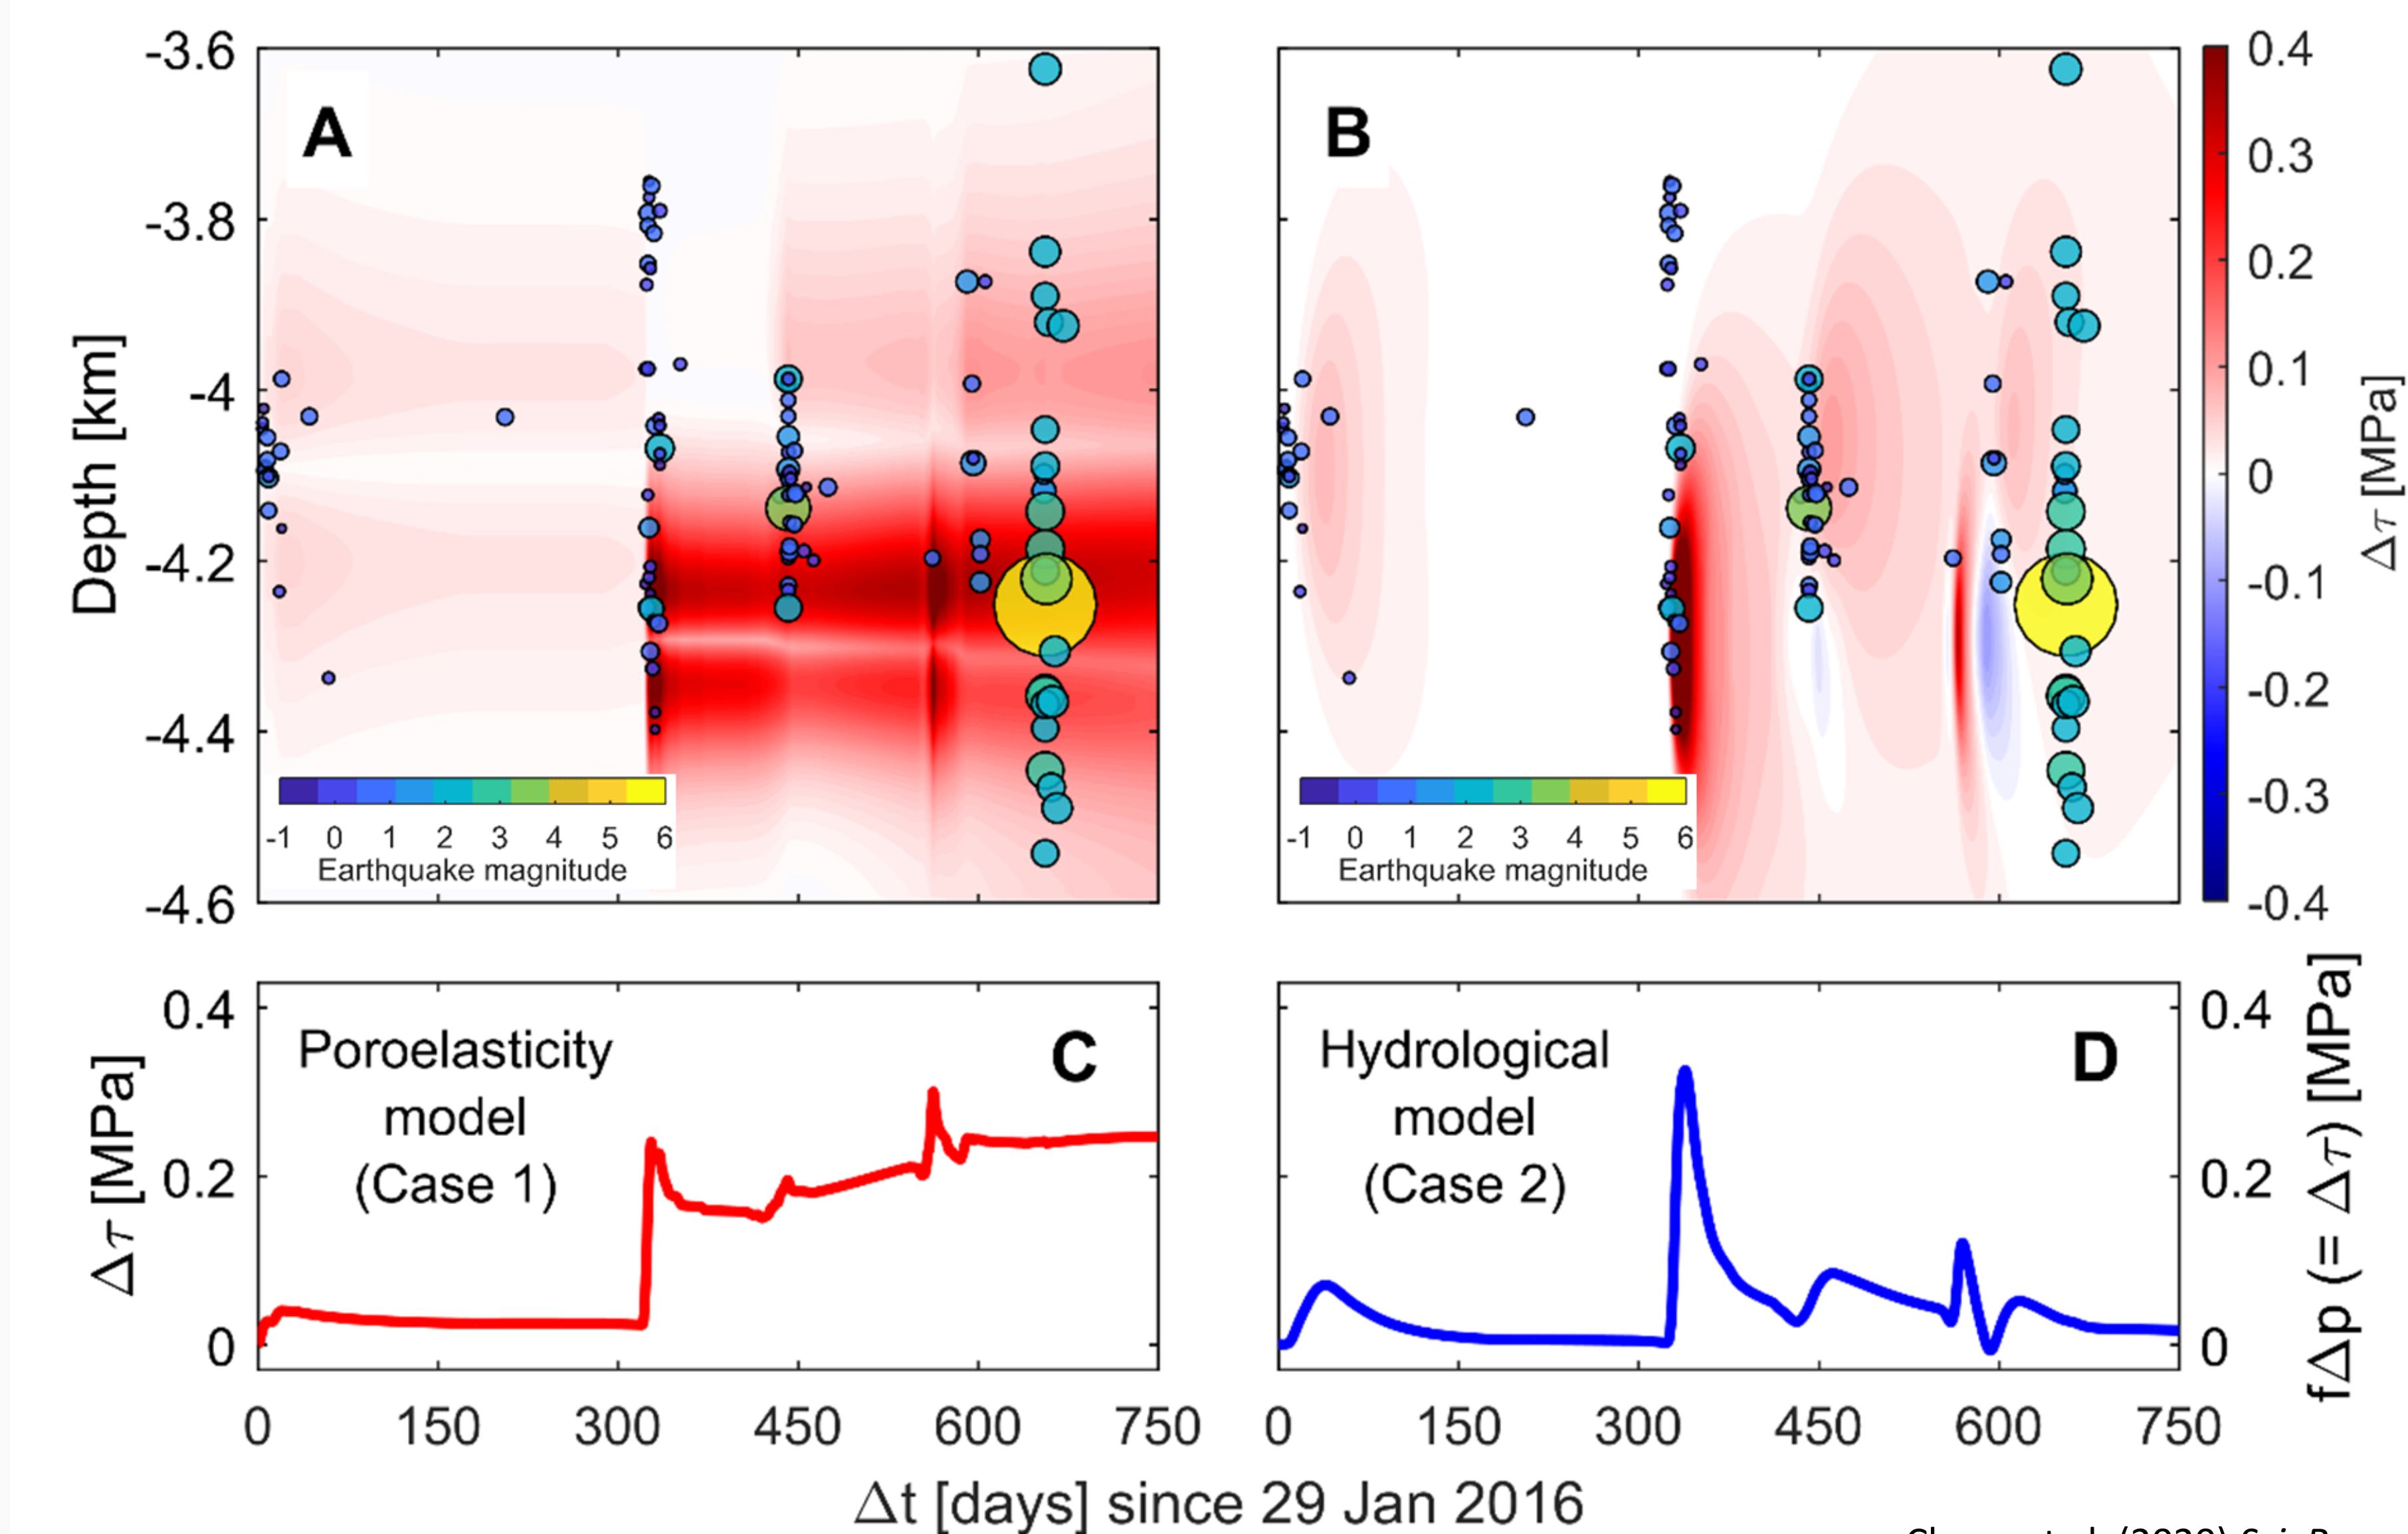 A
B
-3.6
-3.8
-4
-4.2
-4.4
-4.6
Depth [km]
-1 0 1 2 3 4 5 6
Earthquake magnitude
-1 0 1 2 3 4 5 6
Earthquake magnitude
0.4
0.3
0.2
0.1
0
-0.1
-0.2
-0.3
-0.4
Δτ [MPa]
Poroelasticity
model
(Case 1)
C
0.4
0.2
0
Δτ [MPa]
Hydrological
model
(Case 2)
D
0.4
0.2
0
fΔp (= Δτ) [MPa]
0 150 300 450 600 750
0 150 300 450 600 750
Δt [days] since 29 Jan 2016